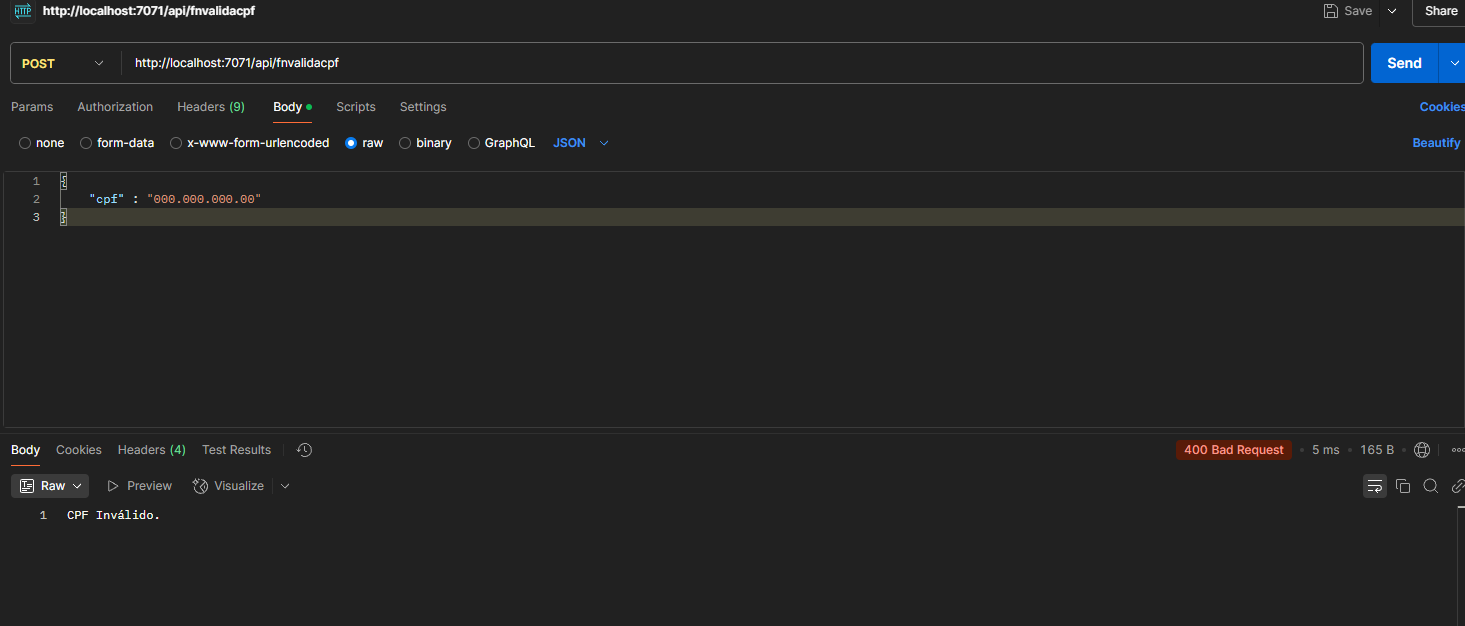 HTTP http://localhost:7071/api/fnvalidacpf Save Share
POST http://localhost:7071/api/fnvalidacpf Send
Params Authorization Headers (9) Body Scripts Settings Cookies
none form-data x-www-form-urlencoded raw binary GraphQL JSON Beautify
1 {
2 "cpf" : "000.000.000.00"
3 }
Body Cookies Headers (4) Test Results 400 Bad Request • 5 ms • 165 B •
Raw Preview Visualize
1 CPF Inválido.